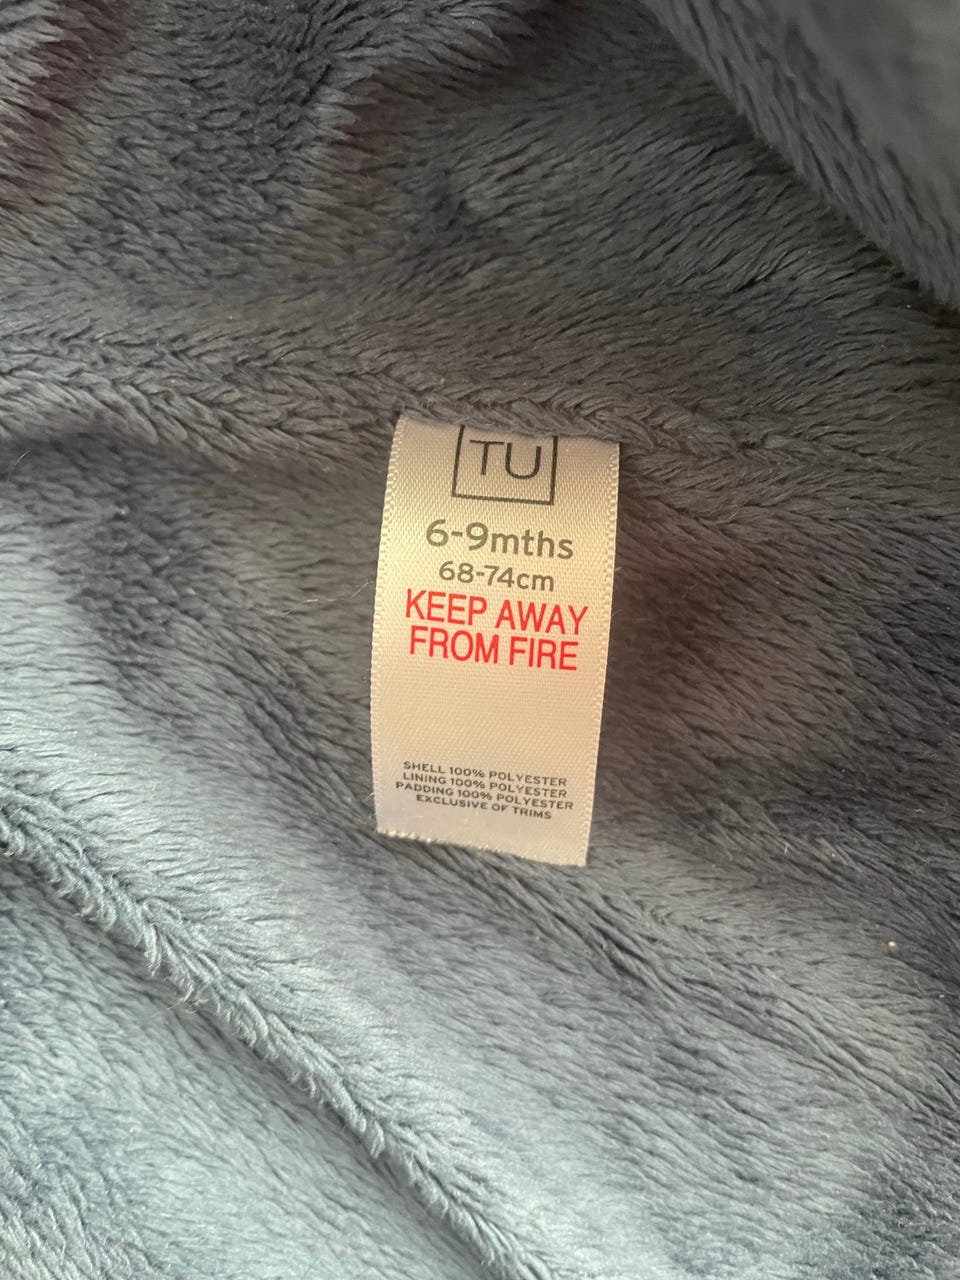 TU
6-9mths
68-74cm
KEEP AWAY
FROM FIRE
SHELL 100% POLYESTER
LINING 100% POLYESTER
PADDING 100% POLYESTER
EXCLUSIVE OF TRIMS